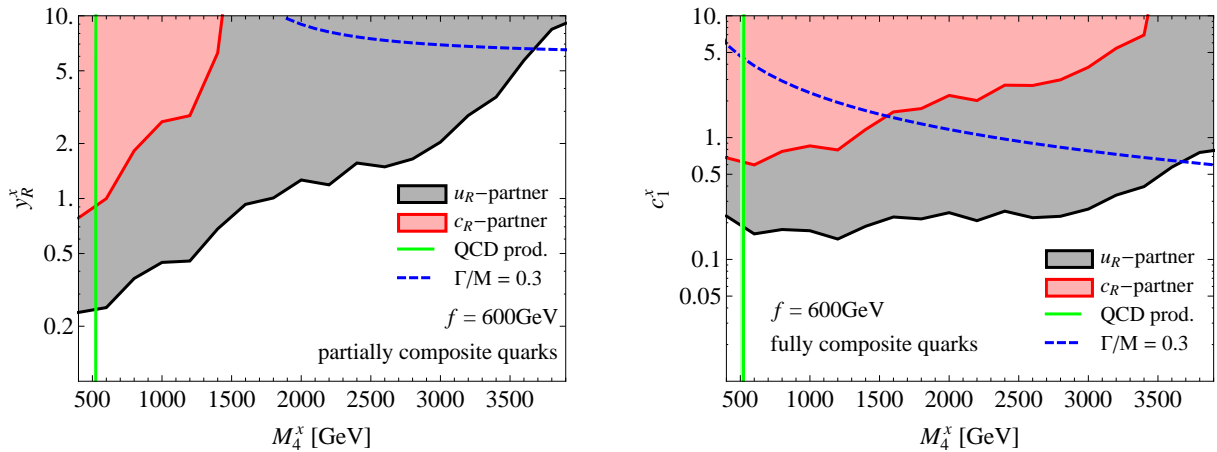 10.
5.
2
1.
0.5
0.2
y_R^x
u_R−partner
c_R−partner
QCD prod.
Γ/M = 0.3
f = 600GeV
partially composite quarks
500 1000 1500 2000 2500 3000 3500
M_4^x [GeV]
10.
5.
1.
0.5
0.1
0.05
c_1^x
u_R−partner
c_R−partner
QCD prod.
Γ/M = 0.3
f = 600GeV
fully composite quarks
500 1000 1500 2000 2500 3000 3500
M_4^x [GeV]